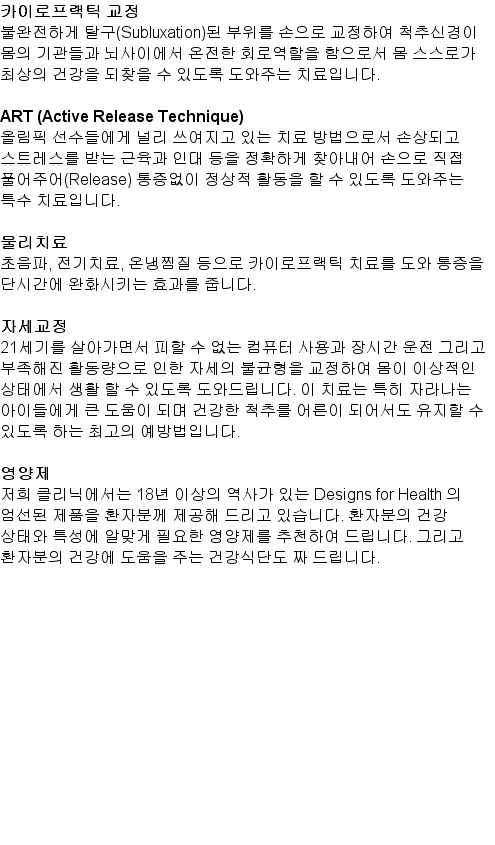 카이로프랙틱 교정
불완전하게 탈구(Subluxation)된 부위를 손으로 교정하여 척추신경이
몸의 기관들과 뇌사이에서 온전한 회로역할을 함으로서 몸 스스로가
최상의 건강을 되찾을 수 있도록 도와주는 치료입니다.
ART (Active Release Technique)
올림픽 선수들에게 널리 쓰여지고 있는 치료 방법으로서 손상되고
스트레스를 받는 근육과 인대 등을 정확하게 찾아내어 손으로 직접
풀어주어(Release) 통증없이 정상적 활동을 할 수 있도록 도와주는
특수 치료입니다.
물리치료
초음파, 전기치료, 온냉찜질 등으로 카이로프랙틱 치료를 도와 통증을
단시간에 완화시키는 효과를 줍니다.
자세교정
21세기를 살아가면서 피할 수 없는 컴퓨터 사용과 장시간 운전 그리고
부족해진 활동량으로 인한 자세의 불균형을 교정하여 몸이 이상적인
상태에서 생활 할 수 있도록 도와드립니다. 이 치료는 특히 자라나는
아이들에게 큰 도움이 되며 건강한 척추를 어른이 되어서도 유지할 수
있도록 하는 최고의 예방법입니다.
영양제
저희 클리닉에서는 18년 이상의 역사가 있는 Designs for Health 의
엄선된 제품을 환자분께 제공해 드리고 있습니다. 환자분의 건강
상태와 특성에 알맞게 필요한 영양제를 추천하여 드립니다. 그리고
환자분의 건강에 도움을 주는 건강식단도 짜 드립니다.